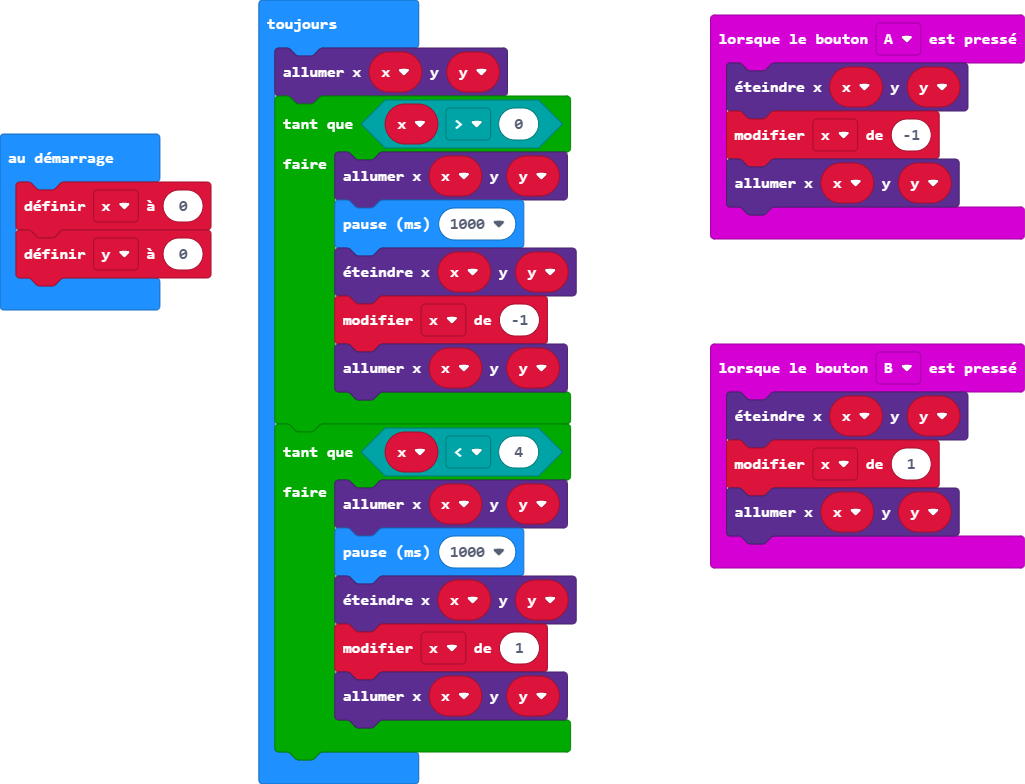 au démarrage
définir x à 0
définir y à 0
toujours
allumer x x y y
tant que x > 0
faire
allumer x x y y
pause (ms) 1000
éteindre x x y y
modifier x de -1
allumer x x y y
tant que x < 4
faire
allumer x x y y
pause (ms) 1000
éteindre x x y y
modifier x de 1
allumer x x y y
lorsque le bouton A est pressé
éteindre x x y y
modifier x de -1
allumer x x y y
lorsque le bouton B est pressé
éteindre x x y y
modifier x de 1
allumer x x y y